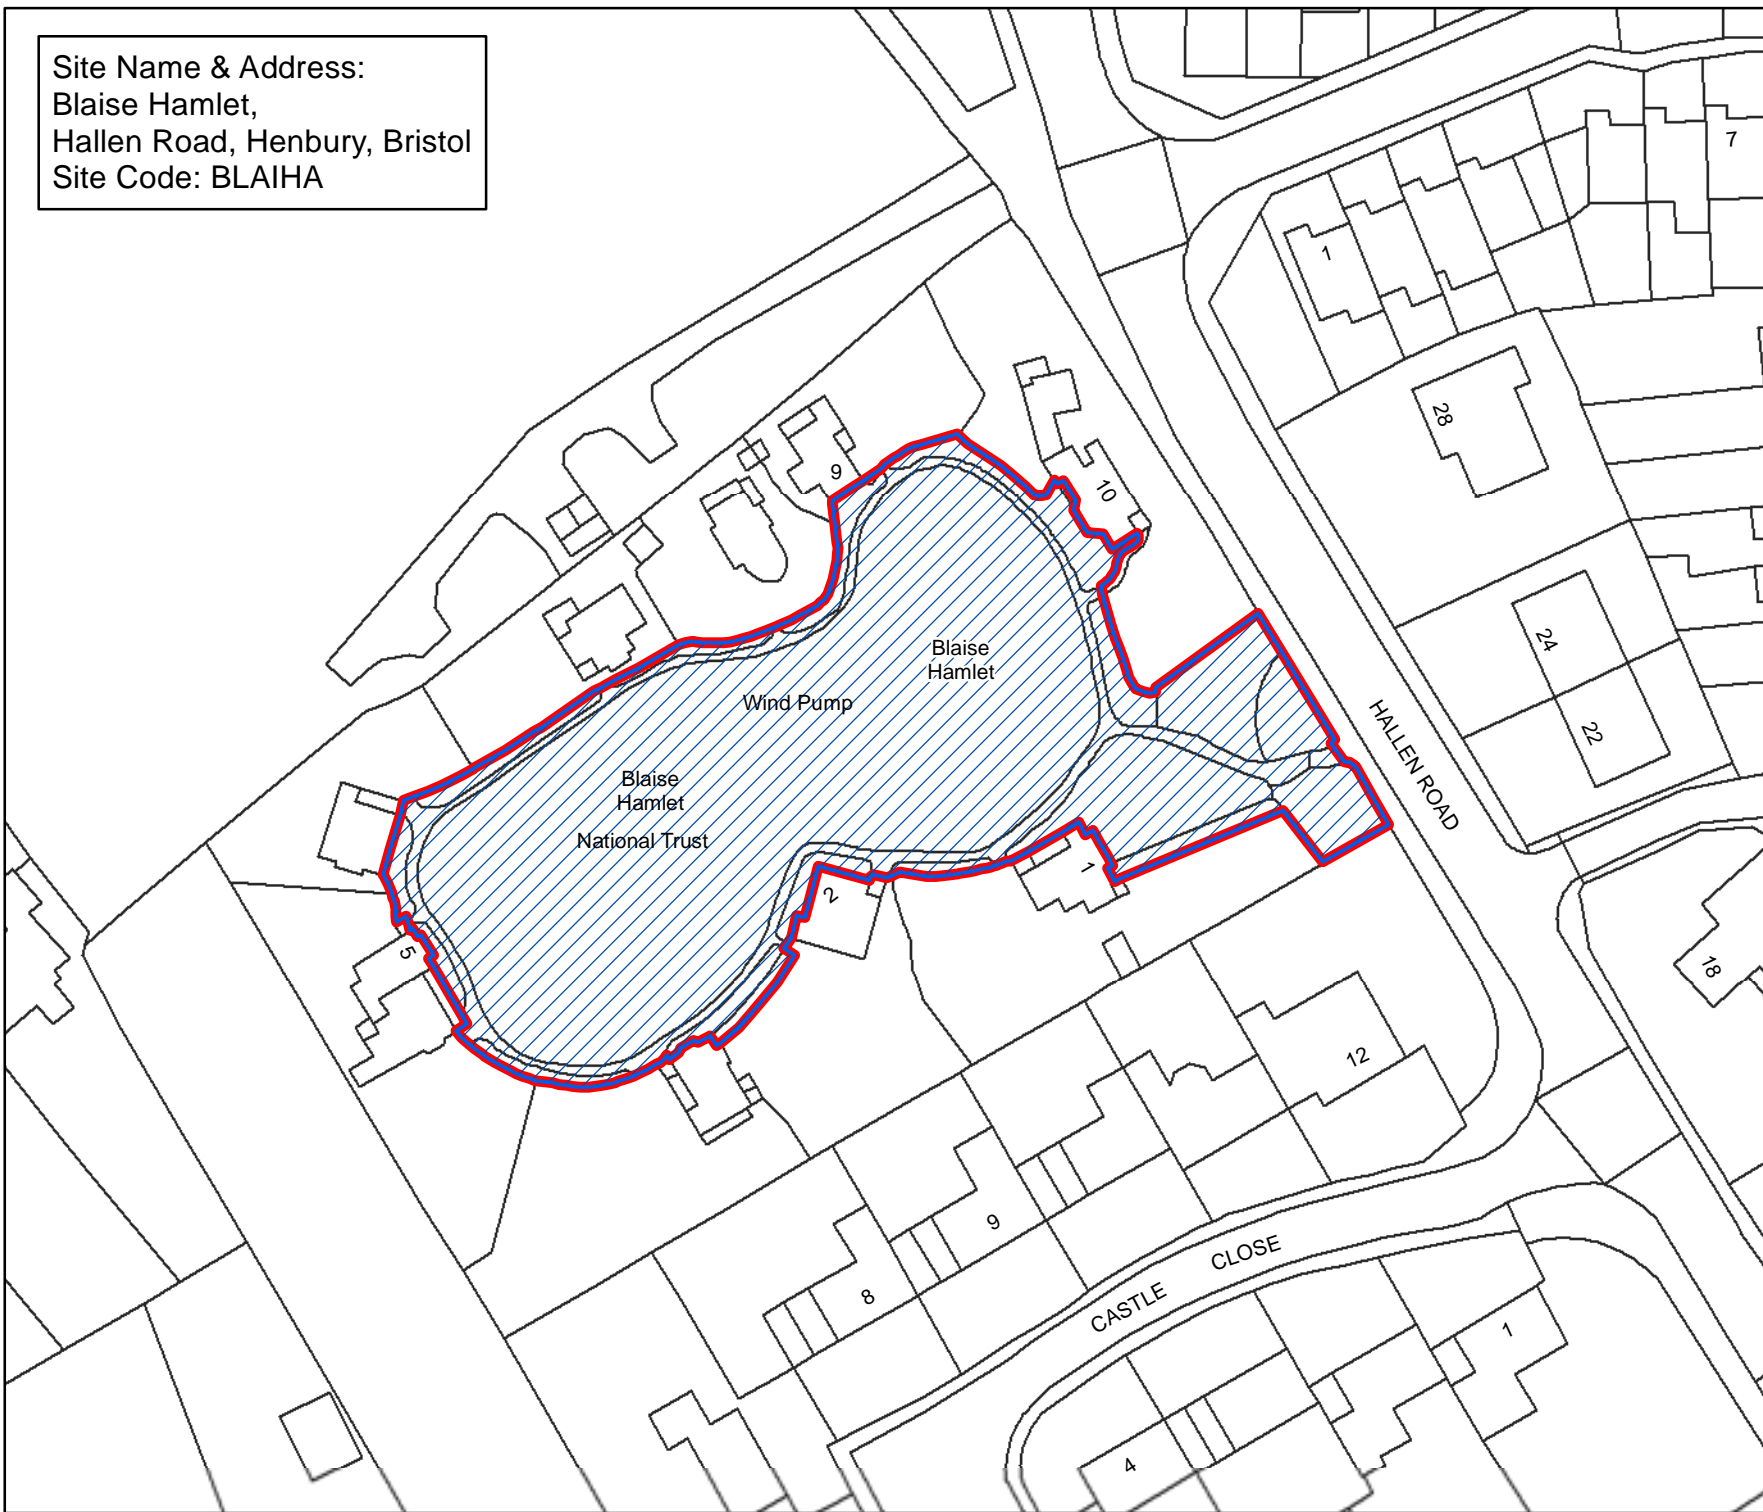 Site Name & Address:
Blaise Hamlet,
Hallen Road, Henbury, Bristol
Site Code: BLAIHA
7
1
28
9
10
24
Blaise
Hamlet
Wind Pump
HALLEN ROAD
22
Blaise
Hamlet
National Trust
1
2
5
18
12
9
CASTLE CLOSE
8
1
4